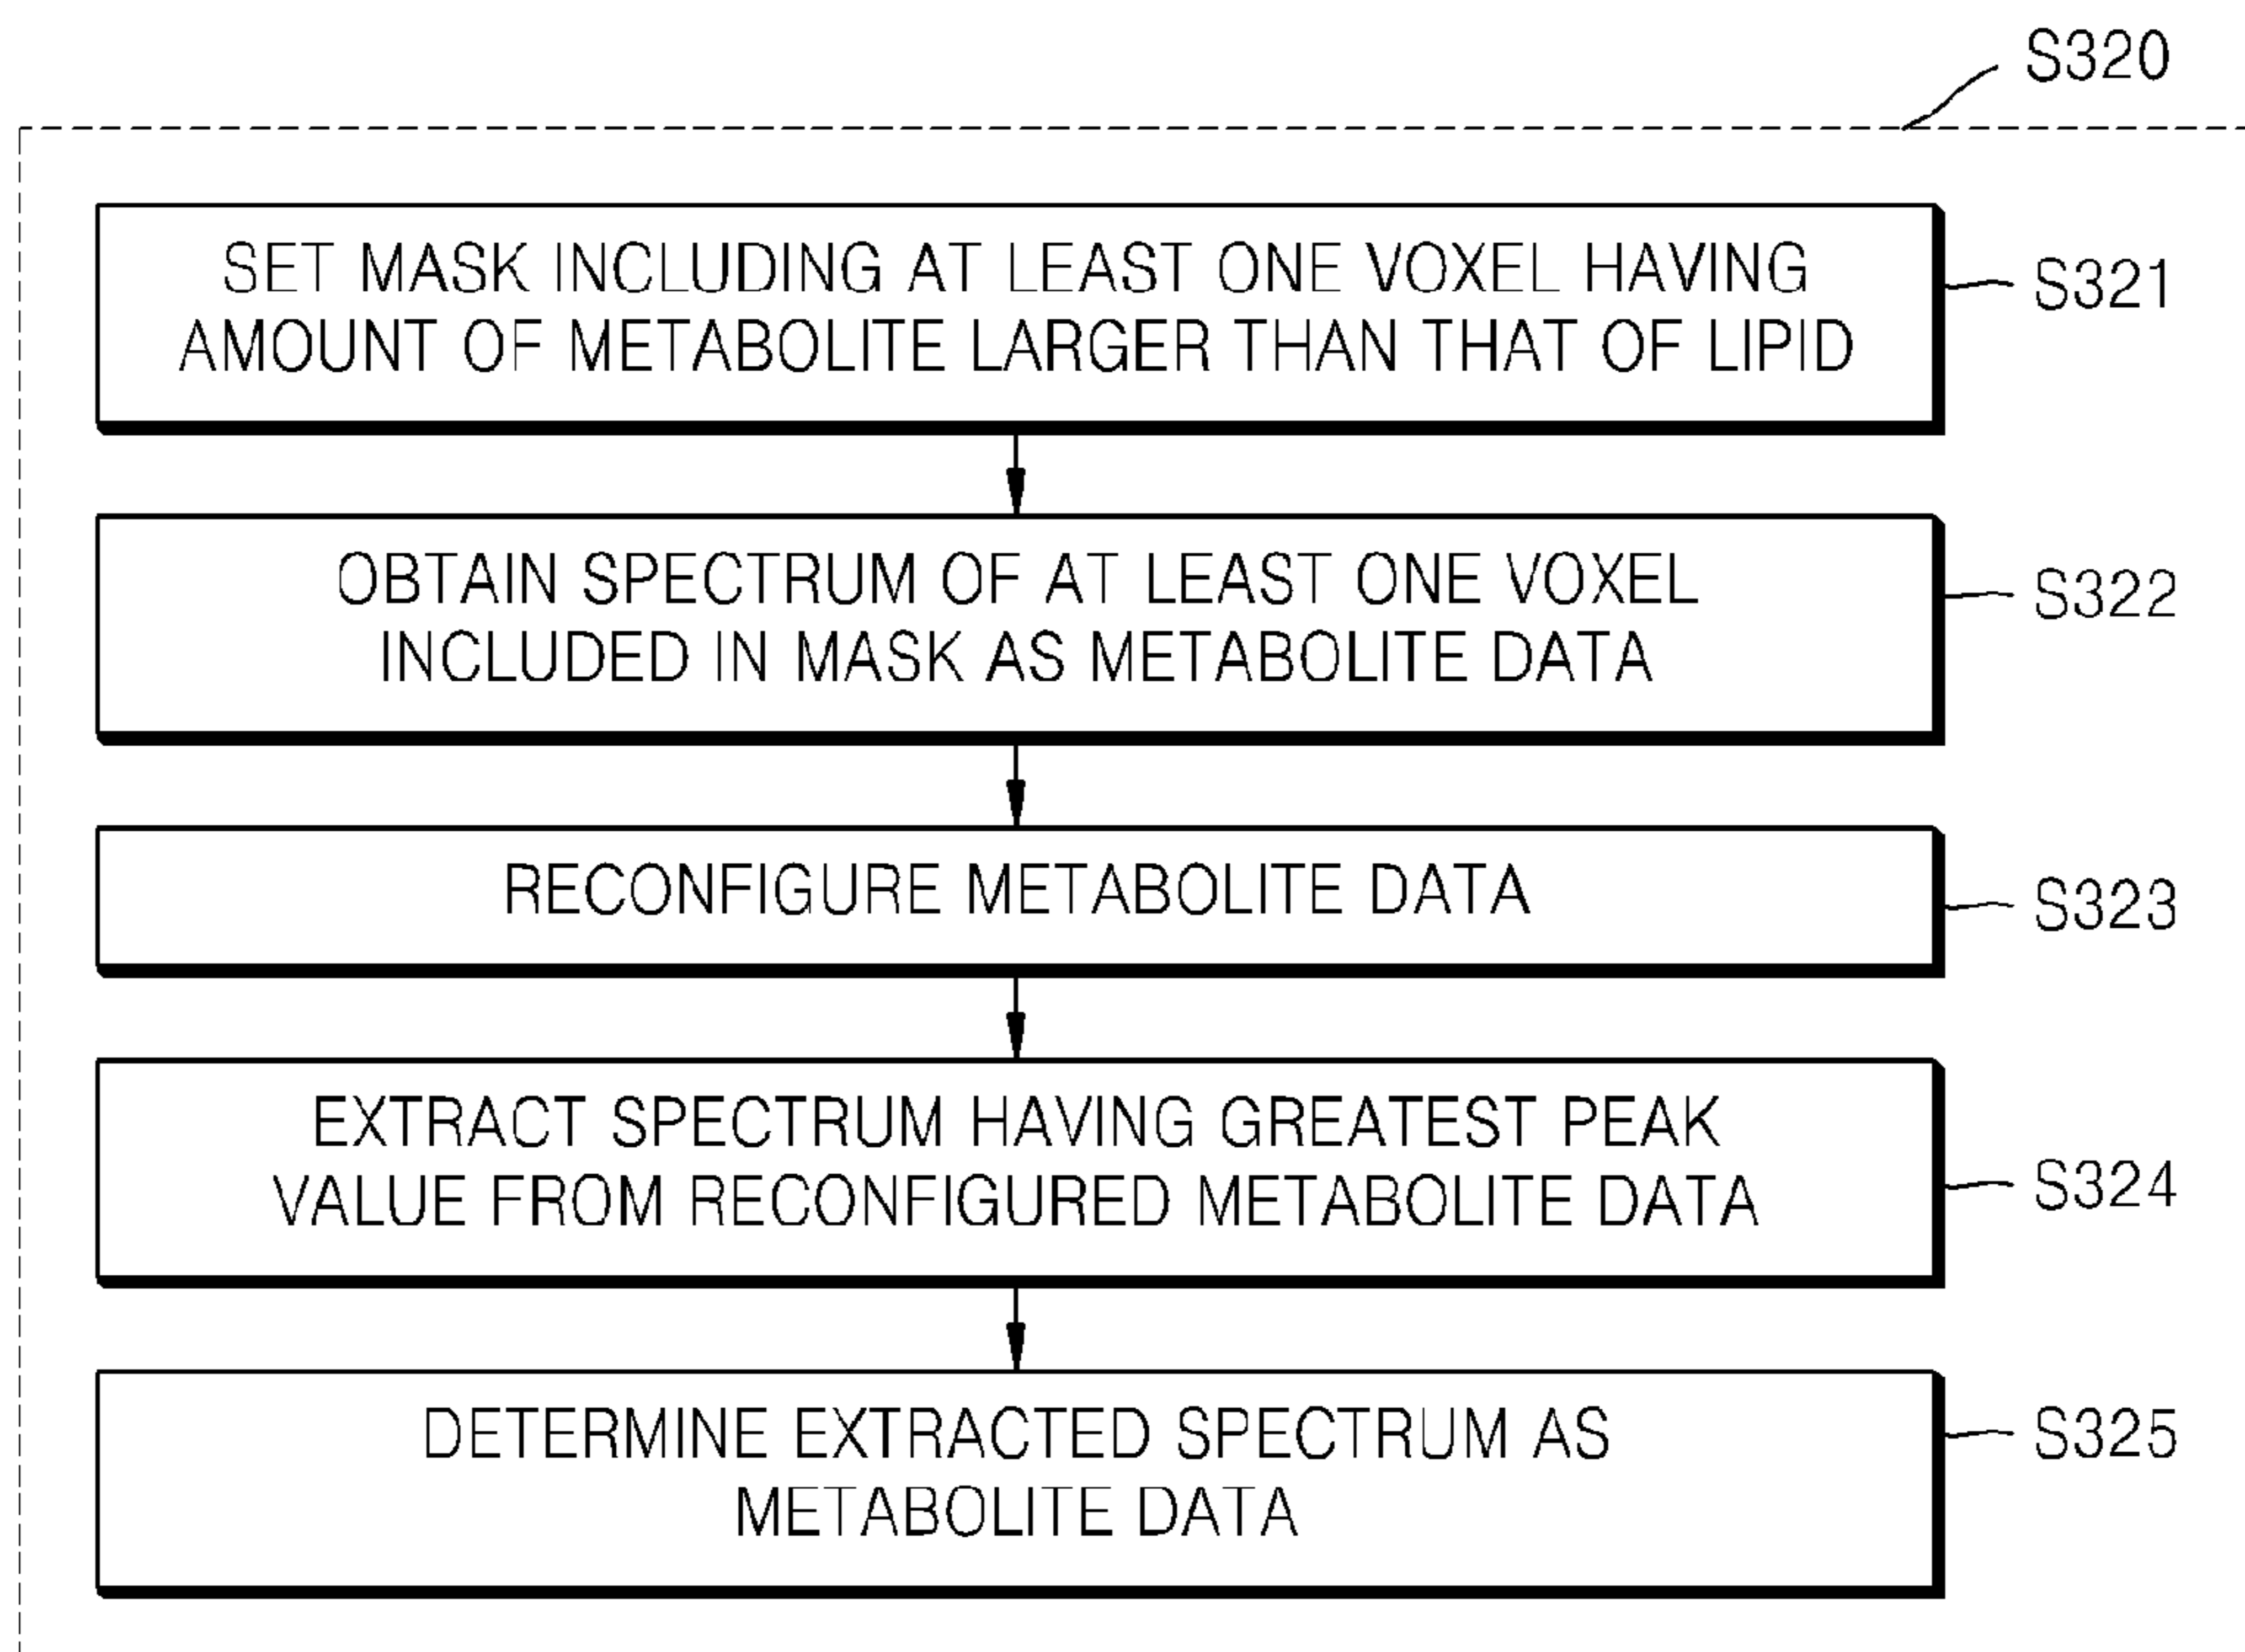 S320
SET MASK INCLUDING AT LEAST ONE VOXEL HAVING
AMOUNT OF METABOLITE LARGER THAN THAT OF LIPID
S321
OBTAIN SPECTRUM OF AT LEAST ONE VOXEL
INCLUDED IN MASK AS METABOLITE DATA
S322
RECONFIGURE METABOLITE DATA
S323
EXTRACT SPECTRUM HAVING GREATEST PEAK
VALUE FROM RECONFIGURED METABOLITE DATA
S324
DETERMINE EXTRACTED SPECTRUM AS
METABOLITE DATA
S325